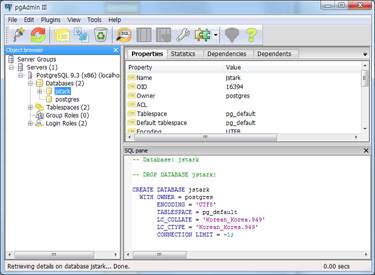 pgAdmin III
File Edit Plugins View Tools Help
Object browser
Server Groups
Servers (1)
PostgreSQL 9.3 (x86) (localho
Databases (2)
jstark
postgres
Tablespaces (2)
Group Roles (0)
Login Roles (2)
Properties Statistics Dependencies Dependents
Property Value
Name jstark
OID 16394
Owner postgres
ACL
Tablespace pg_default
Default tablespace pg_default
Encoding UTF8
SQL pane
-- Database: jstark
-- DROP DATABASE jstark;
CREATE DATABASE jstark
WITH OWNER = postgres
ENCODING = 'UTF8'
TABLESPACE = pg_default
LC_COLLATE = 'Korean_Korea.949'
LC_CTYPE = 'Korean_Korea.949'
CONNECTION LIMIT = -1;
Retrieving details on database jstark... Done. 0.00 secs